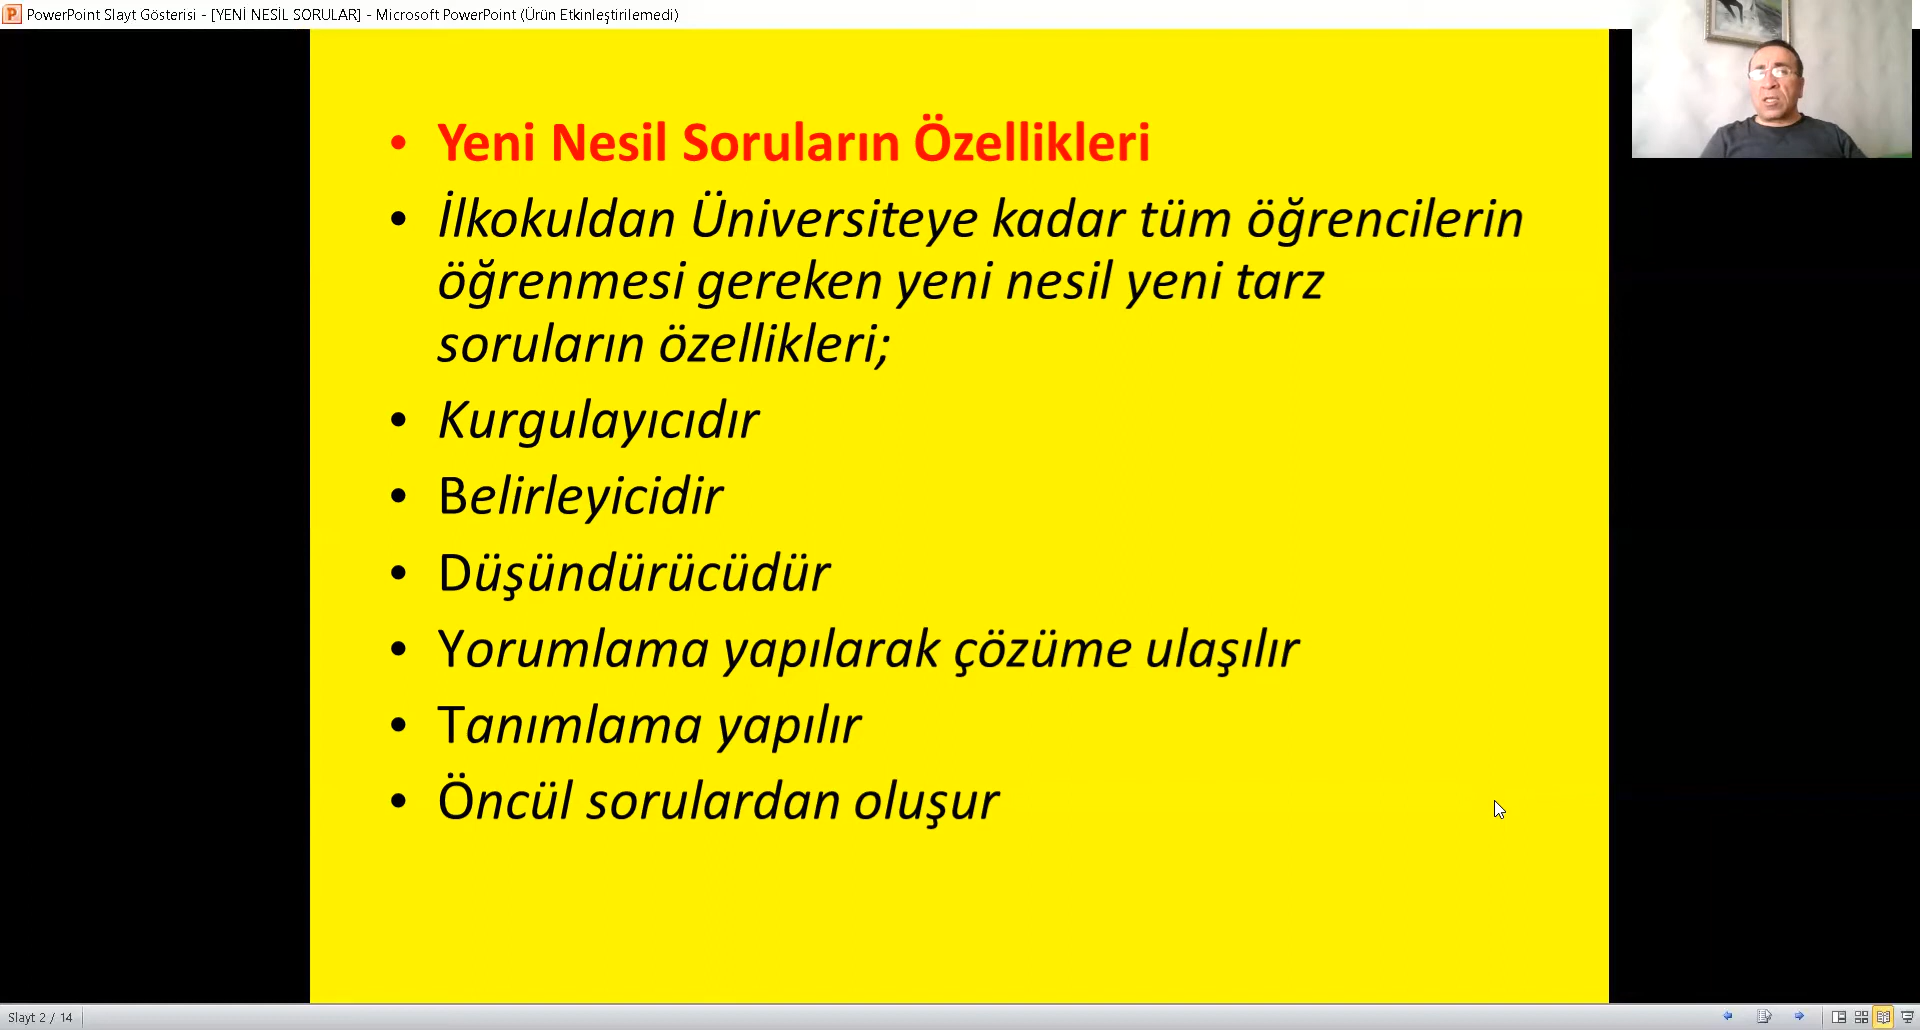 PowerPoint Slayt Gösterisi - [YENİ NESİL SORULAR] - Microsoft PowerPoint (Ürün Etkinleştirilemedi)
• Yeni Nesil Soruların Özellikleri
• İlkokuldan Üniversiteye kadar tüm öğrencilerin
öğrenmesi gereken yeni nesil yeni tarz
soruların özellikleri;
• Kurgulayıcıdır
• Belirleyicidir
• Düşündürücüdür
• Yorumlama yapılarak çözüme ulaşılır
• Tanımlama yapılır
• Öncül sorulardan oluşur
Slayt 2 / 14